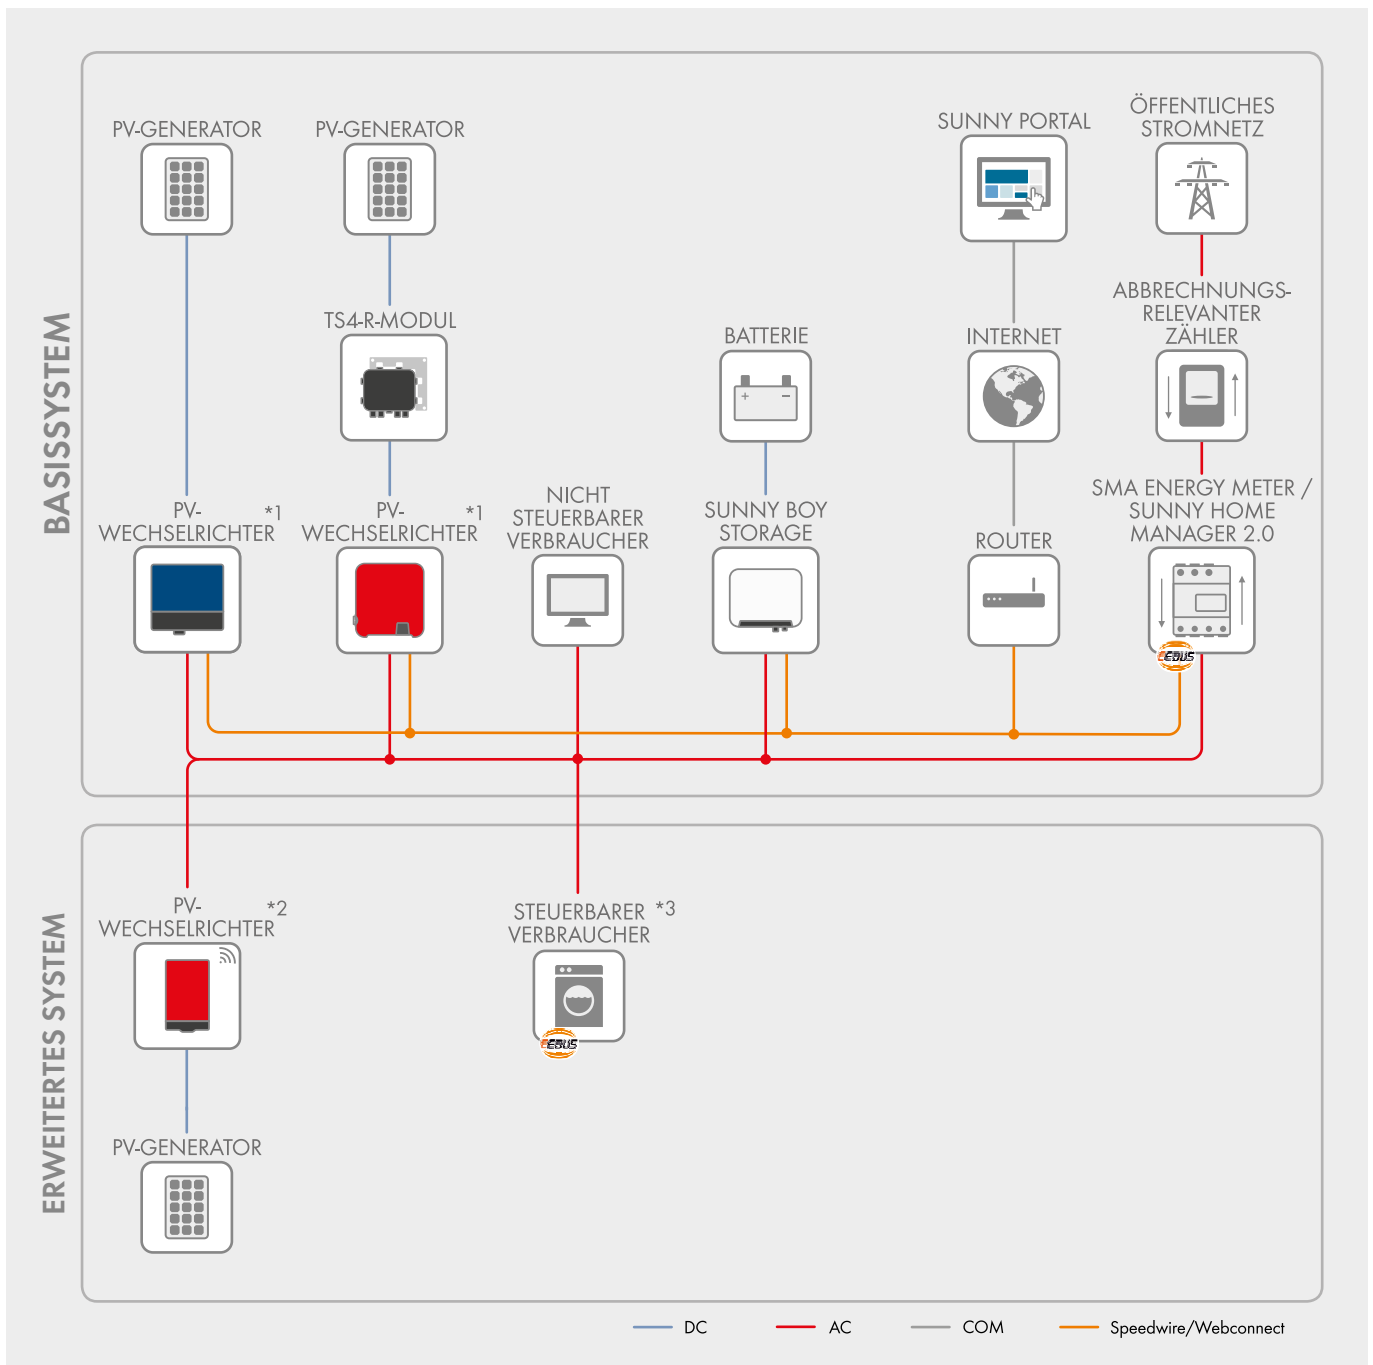 BASISSYSTEM
PV-GENERATOR
PV-GENERATOR
SUNNY PORTAL
ÖFFENTLICHES
STROMNETZ
TS4-R-MODUL
BATTERIE
+ −
INTERNET
ABBRECHNUNGS-
RELEVANTER
ZÄHLER
PV-
WECHSELRICHTER *1
PV-
WECHSELRICHTER *1
NICHT
STEUERBARER
VERBRAUCHER
SUNNY BOY
STORAGE
ROUTER
SMA ENERGY METER /
SUNNY HOME
MANAGER 2.0
EEBUS
ERWEITERTES SYSTEM
PV-
WECHSELRICHTER *2
STEUERBARER *3
VERBRAUCHER
EEBUS
PV-GENERATOR
DC
AC
COM
Speedwire/Webconnect